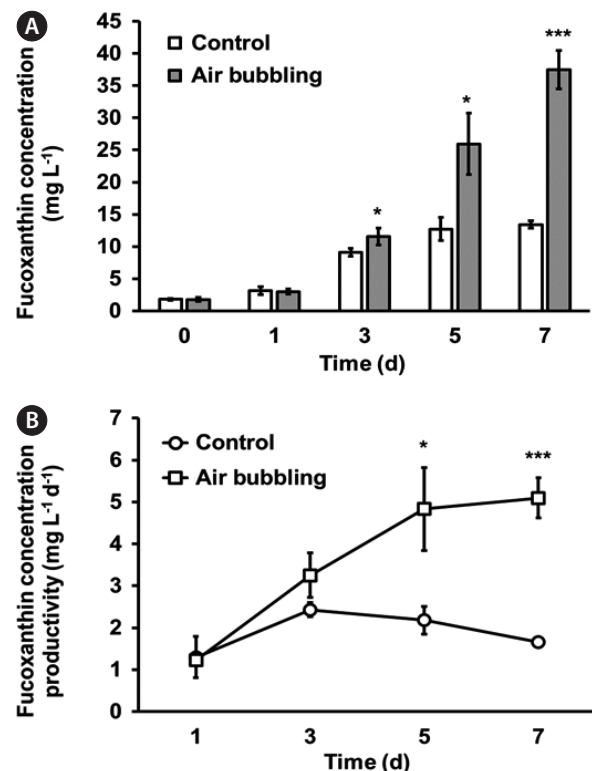 A
Fucoxanthin concentration
(mg L-1)
45
40
35
30
25
20
15
10
5
0
Control
Air bubbling
*
*
***
0 1 3 5 7
Time (d)
B
Fucoxanthin concentration
productivity (mg L-1 d-1)
7
6
5
4
3
2
1
0
Control
Air bubbling
*
***
1 3 5 7
Time (d)